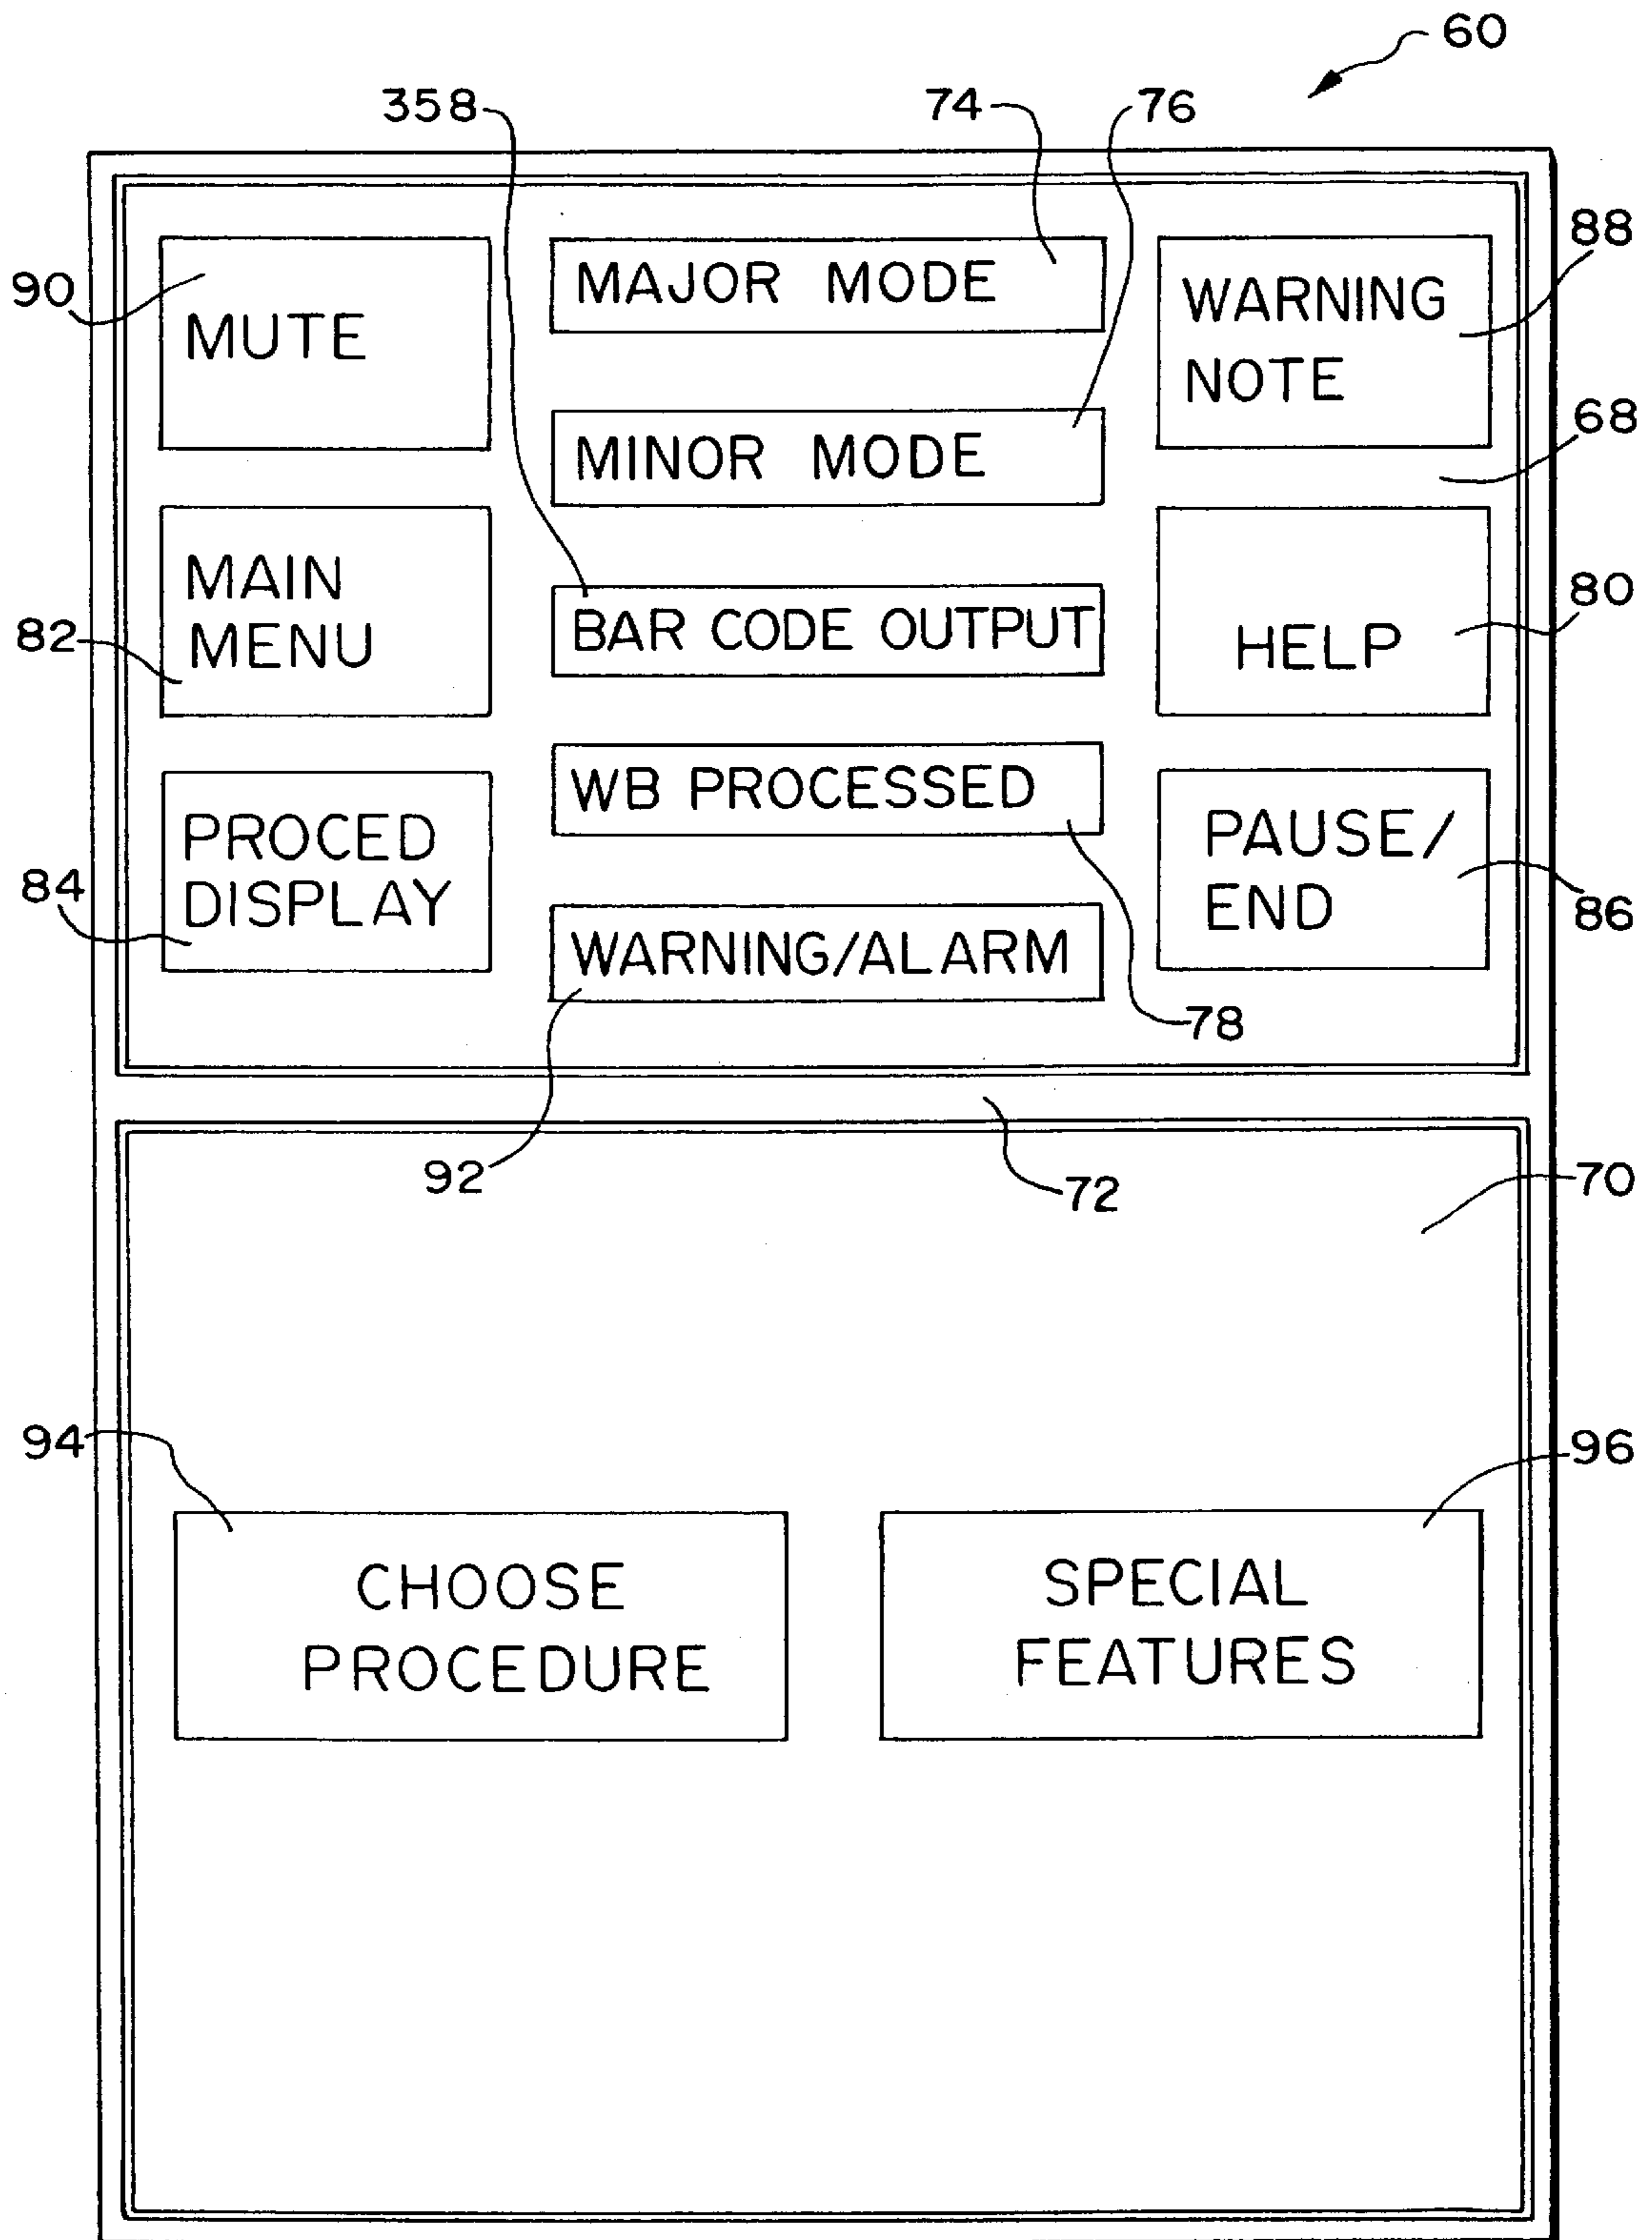 60
358
74
76
88
90
MUTE
MAJOR MODE
WARNING
NOTE
MINOR MODE
68
82
MAIN
MENU
BAR CODE OUTPUT
80
HELP
84
PROCED
DISPLAY
WB PROCESSED
PAUSE/
END
86
WARNING/ALARM
78
92
72
70
94
96
CHOOSE
PROCEDURE
SPECIAL
FEATURES